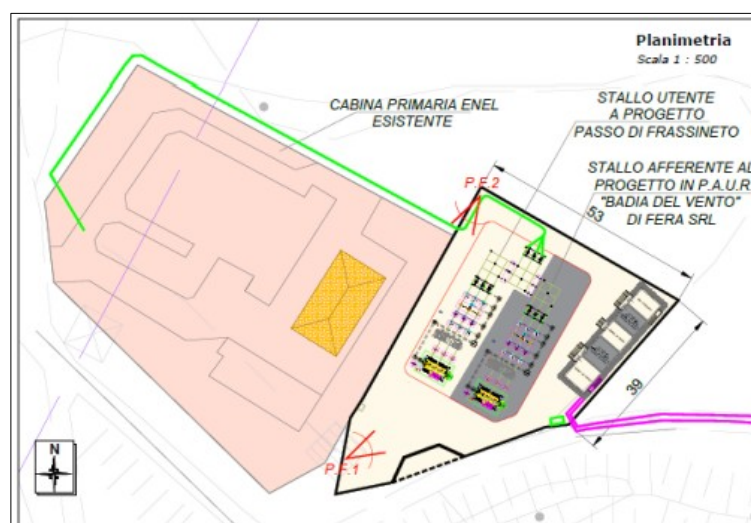 Planimetria
Scala 1 : 500
CABINA PRIMARIA ENEL
ESISTENTE
STALLO UTENTE
A PROGETTO
PASSO DI FRASSINETO
STALLO AFFERENTE AL
PROGETTO IN P.A.U.R
"BADIA DEL VENTO"
DI FERA SRL
P.F.2
53
39
P.F.1
N